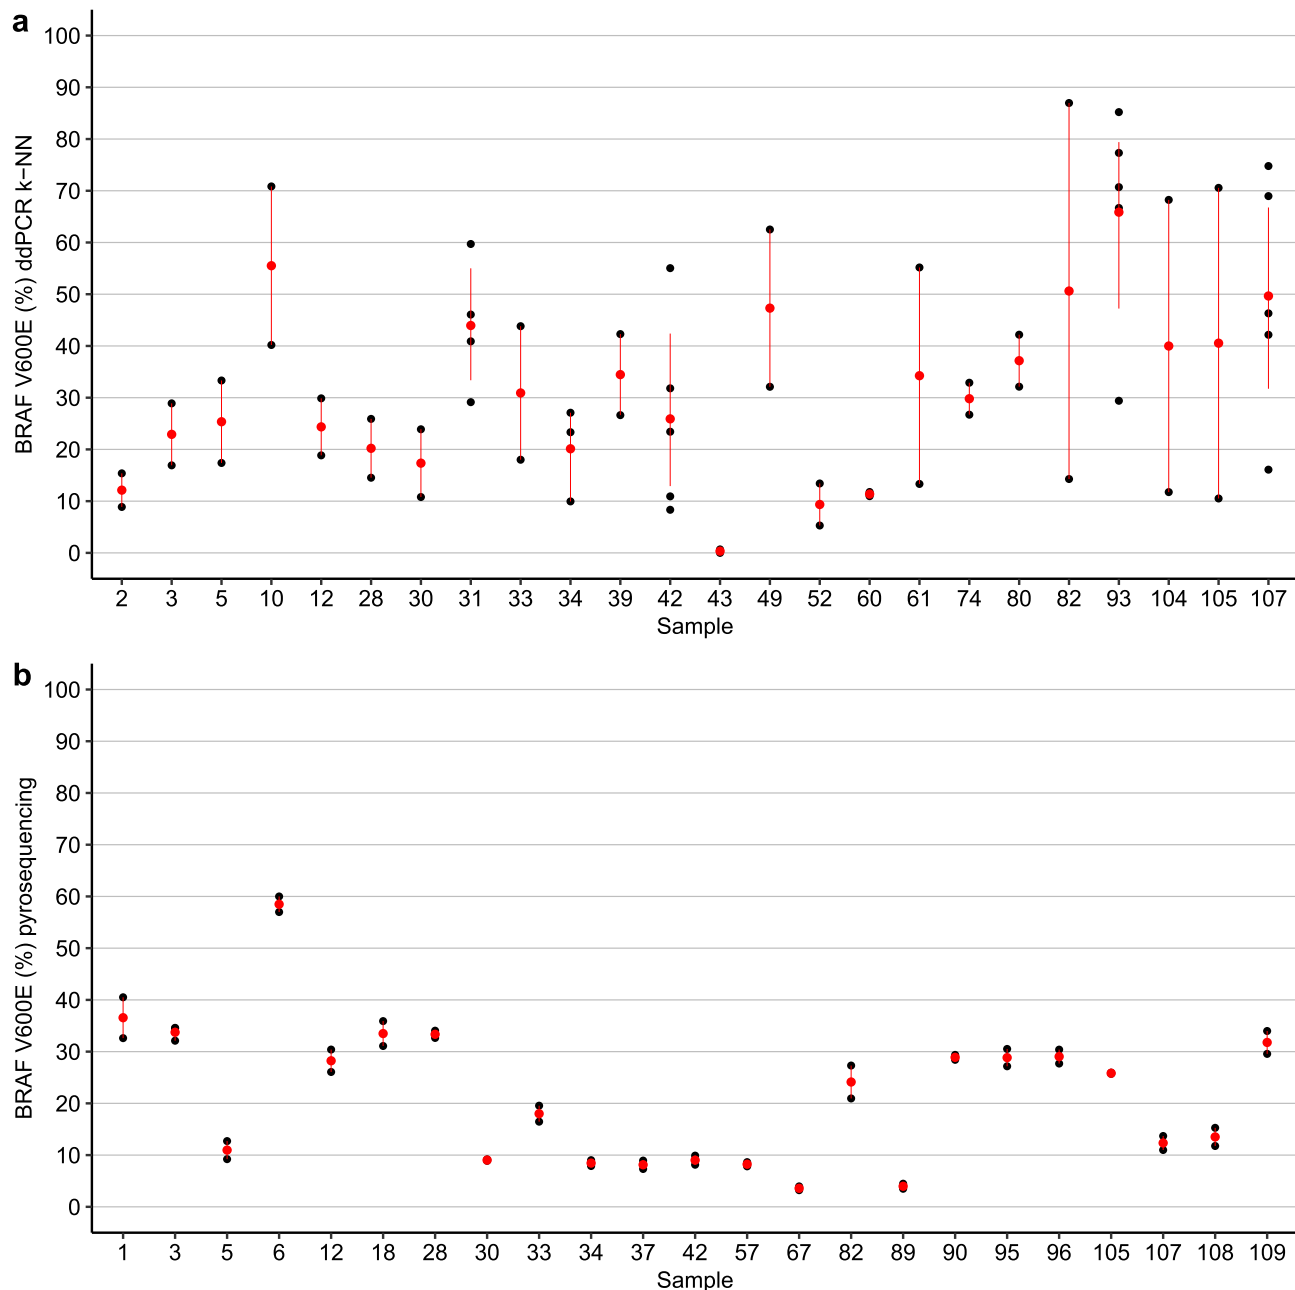 a
BRAF V600E (%) ddPCR k−NN
100
90
80
70
60
50
40
30
20
10
0
2 3 5 10 12 28 30 31 33 34 39 42 43 49 52 60 61 74 80 82 93 104 105 107
Sample
b
BRAF V600E (%) pyrosequencing
100
90
80
70
60
50
40
30
20
10
0
1 3 5 6 12 18 28 30 33 34 37 42 57 67 82 89 90 95 96 105 107 108 109
Sample